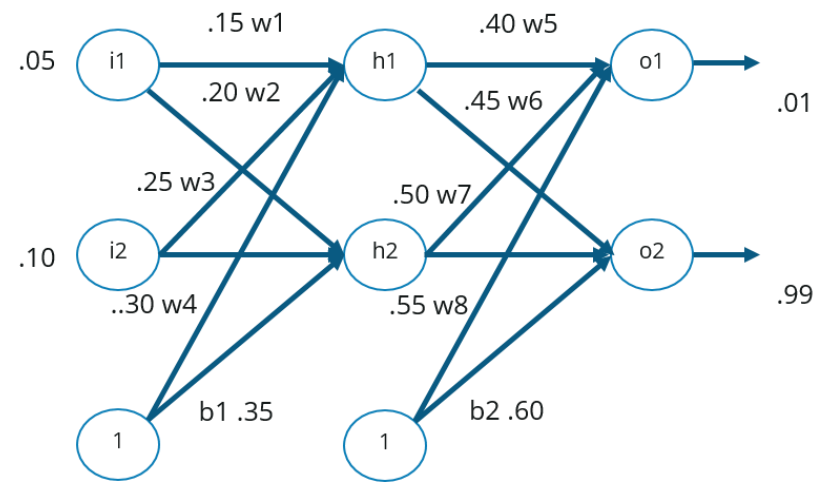 .15 w1
.40 w5
.05
i1
h1
o1
.20 w2
.45 w6
.01
.25 w3
.50 w7
.10
i2
h2
o2
..30 w4
.55 w8
.99
b1 .35
b2 .60
1
1